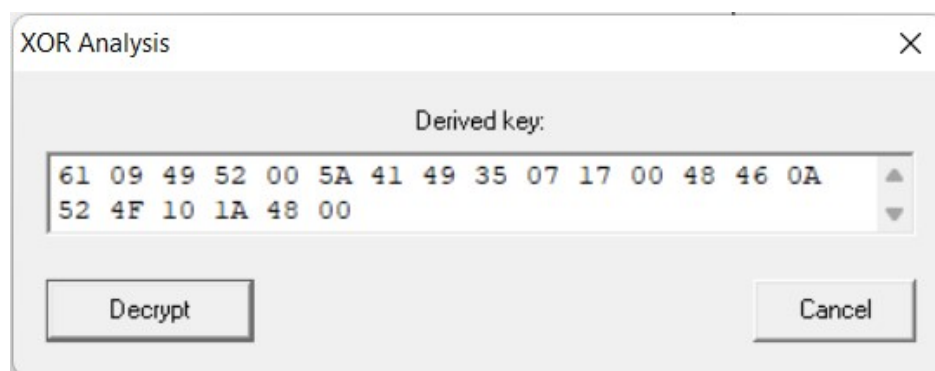 XOR Analysis
Derived key:
61 09 49 52 00 5A 41 49 35 07 17 00 48 46 0A
52 4F 10 1A 48 00
Decrypt Cancel